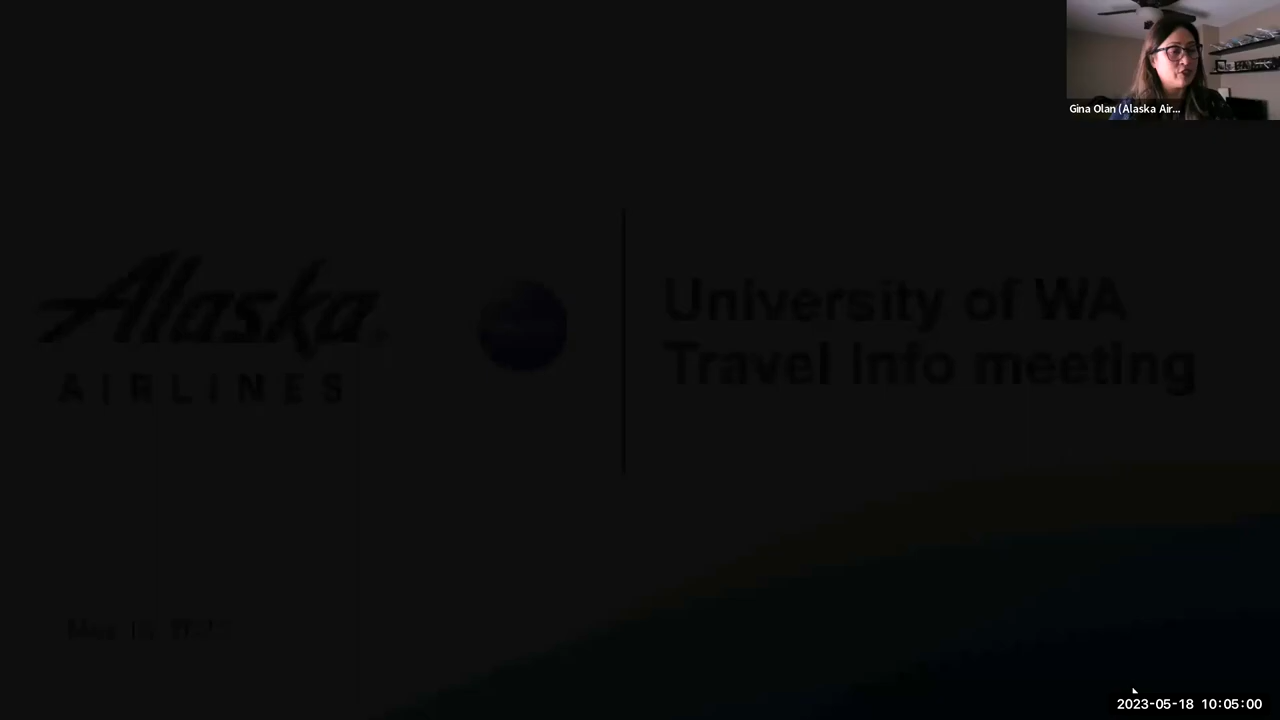 Gina Olan (Alaska Air...
Alaska
AIRLINES
University of WA
Travel Info meeting
2023-05-18 10:05:00